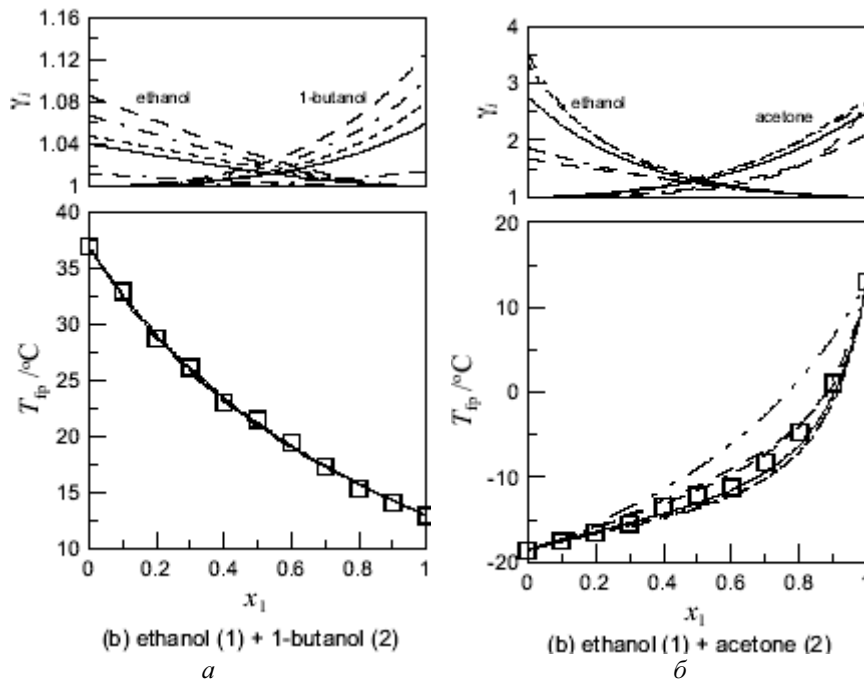 1.16
1.12
1.08
1.04
1
γi
ethanol
1-butanol
40
35
30
25
20
15
10
Tfp /°C
0 0.2 0.4 0.6 0.8 1
x1
(b) ethanol (1) + 1-butanol (2)
а
4
3
2
1
γi
ethanol
acetone
20
10
0
-10
-20
Tfp /°C
0 0.2 0.4 0.6 0.8 1
x1
(b) ethanol (1) + acetone (2)
б